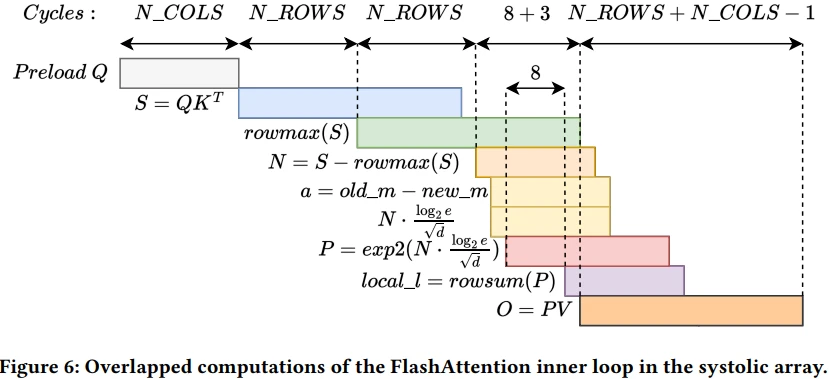 Cycles : N_COLS N_ROWS N_ROWS 8 + 3 N_ROWS + N_COLS − 1
8
Preload Q
S = QK^T
rowmax(S)
N = S − rowmax(S)
a = old_m − new_m
N · log₂ e / √d
P = exp2(N · log₂ e / √d)
local_l = rowsum(P)
O = PV
Figure 6: Overlapped computations of the FlashAttention inner loop in the systolic array.